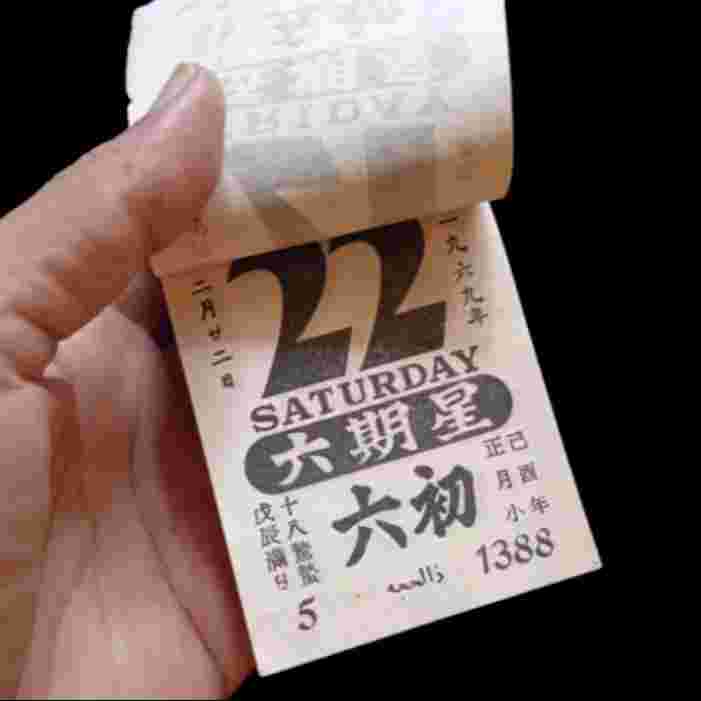 一九六九年
22
二月廿二日
SATURDAY
六期星
六初
己酉年
正月小
十八驚蟄
戊辰滿日
1388
5